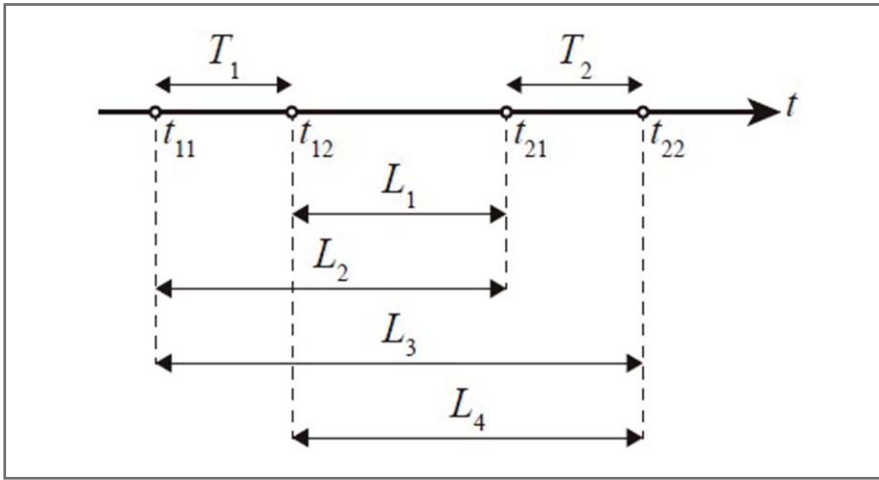 T₁ T₂
t
t₁₁ t₁₂ t₂₁ t₂₂
L₁
L₂
L₃
L₄